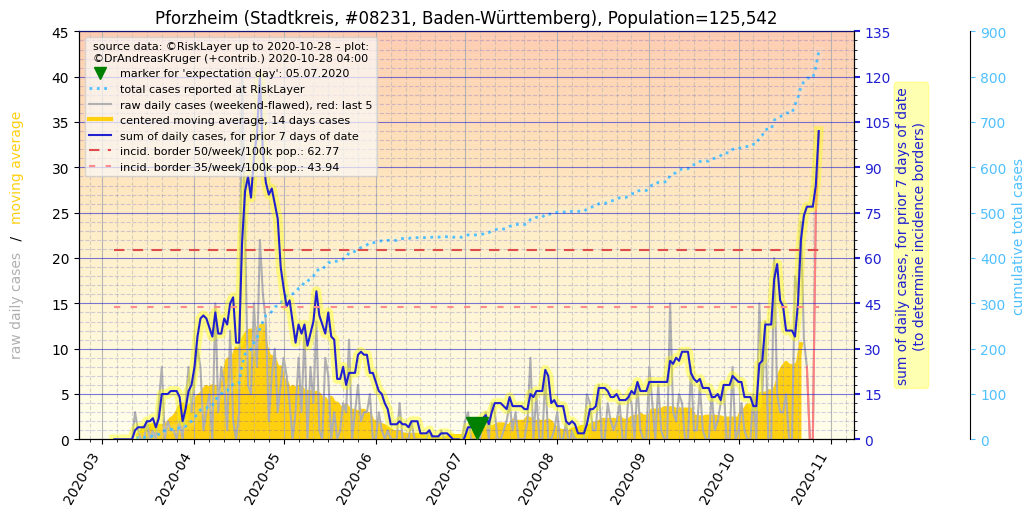 Pforzheim (Stadtkreis, #08231, Baden-Württemberg), Population=125,542
source data: ©RiskLayer up to 2020-10-28 – plot:
©DrAndreasKruger (+contrib.) 2020-10-28 04:00
marker for 'expectation day': 05.07.2020
total cases reported at RiskLayer
raw daily cases (weekend-flawed), red: last 5
centered moving average, 14 days cases
sum of daily cases, for prior 7 days of date
incid. border 50/week/100k pop.: 62.77
incid. border 35/week/100k pop.: 43.94
raw daily cases / moving average
45
40
35
30
25
20
15
10
5
0
135
120
105
90
75
60
45
30
15
0
sum of daily cases, for prior 7 days of date
(to determine incidence borders)
900
800
700
600
500
400
300
200
100
0
cumulative total cases
2020-03
2020-04
2020-05
2020-06
2020-07
2020-08
2020-09
2020-10
2020-11